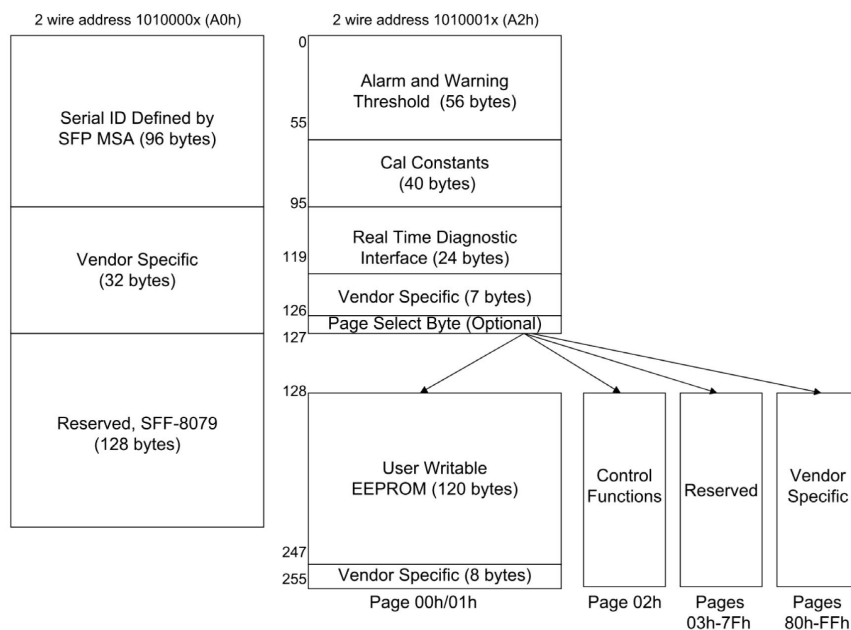 2 wire address 1010000x (A0h)
Serial ID Defined by
SFP MSA (96 bytes)
Vendor Specific
(32 bytes)
Reserved, SFF-8079
(128 bytes)
2 wire address 1010001x (A2h)
0
Alarm and Warning
Threshold (56 bytes)
55
Cal Constants
(40 bytes)
95
Real Time Diagnostic
Interface (24 bytes)
119
Vendor Specific (7 bytes)
126
Page Select Byte (Optional)
127
128
User Writable
EEPROM (120 bytes)
247
Vendor Specific (8 bytes)
255
Page 00h/01h
Control
Functions
Page 02h
Reserved
Pages
03h-7Fh
Vendor
Specific
Pages
80h-FFh